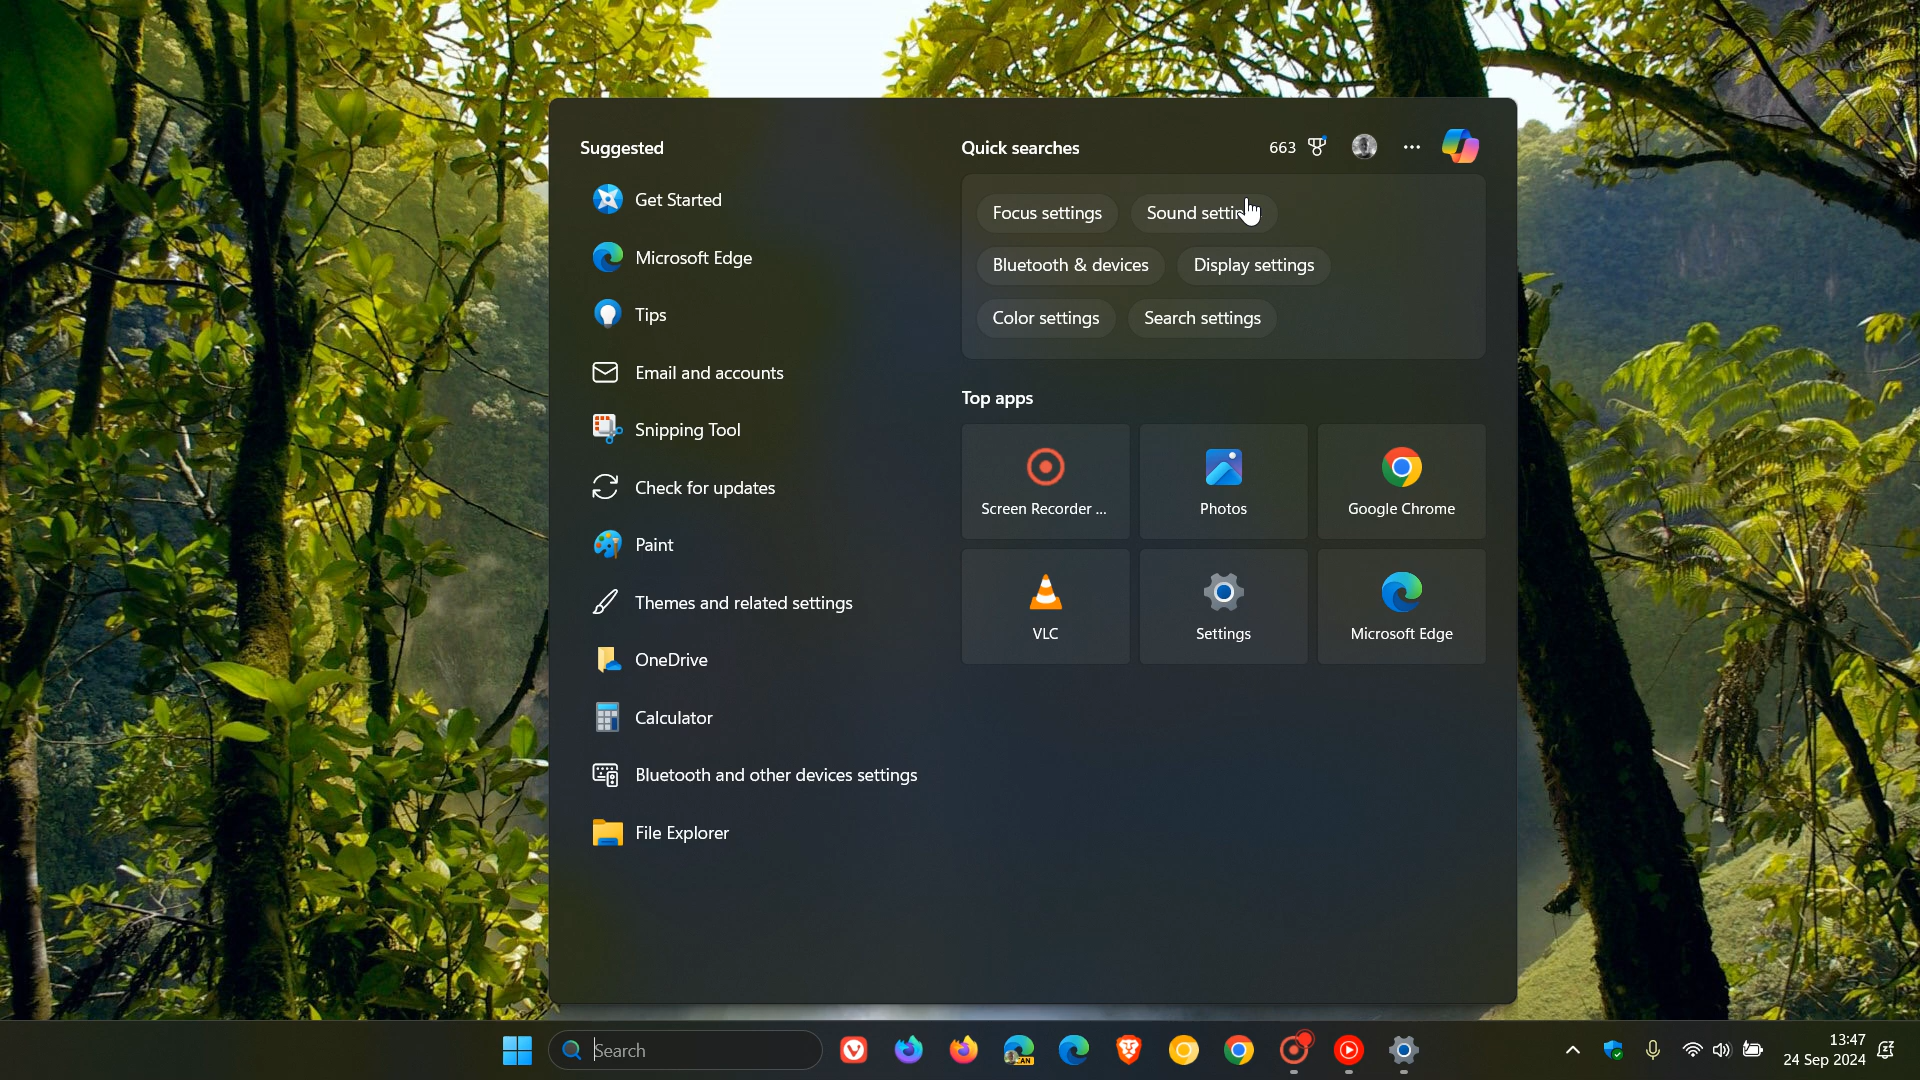 Suggested
Get Started
Microsoft Edge
Tips
Email and accounts
Snipping Tool
Check for updates
Paint
Themes and related settings
OneDrive
Calculator
Bluetooth and other devices settings
File Explorer
Quick searches
663
Focus settings
Sound setti
Bluetooth & devices
Display settings
Color settings
Search settings
Top apps
Screen Recorder ...
Photos
Google Chrome
VLC
Settings
Microsoft Edge
Search
CAN
13:47
24 Sep 2024